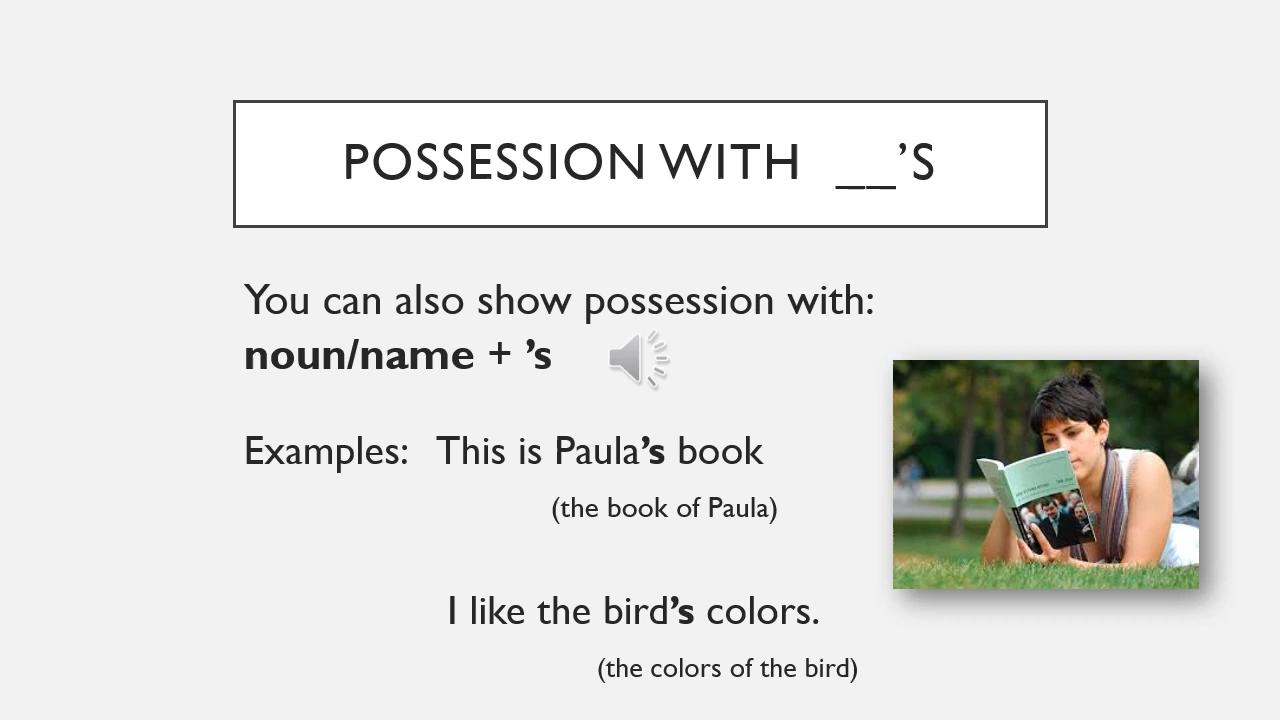 POSSESSION WITH __’S
You can also show possession with:
noun/name + ’s
Examples: This is Paula’s book
(the book of Paula)
I like the bird’s colors.
(the colors of the bird)